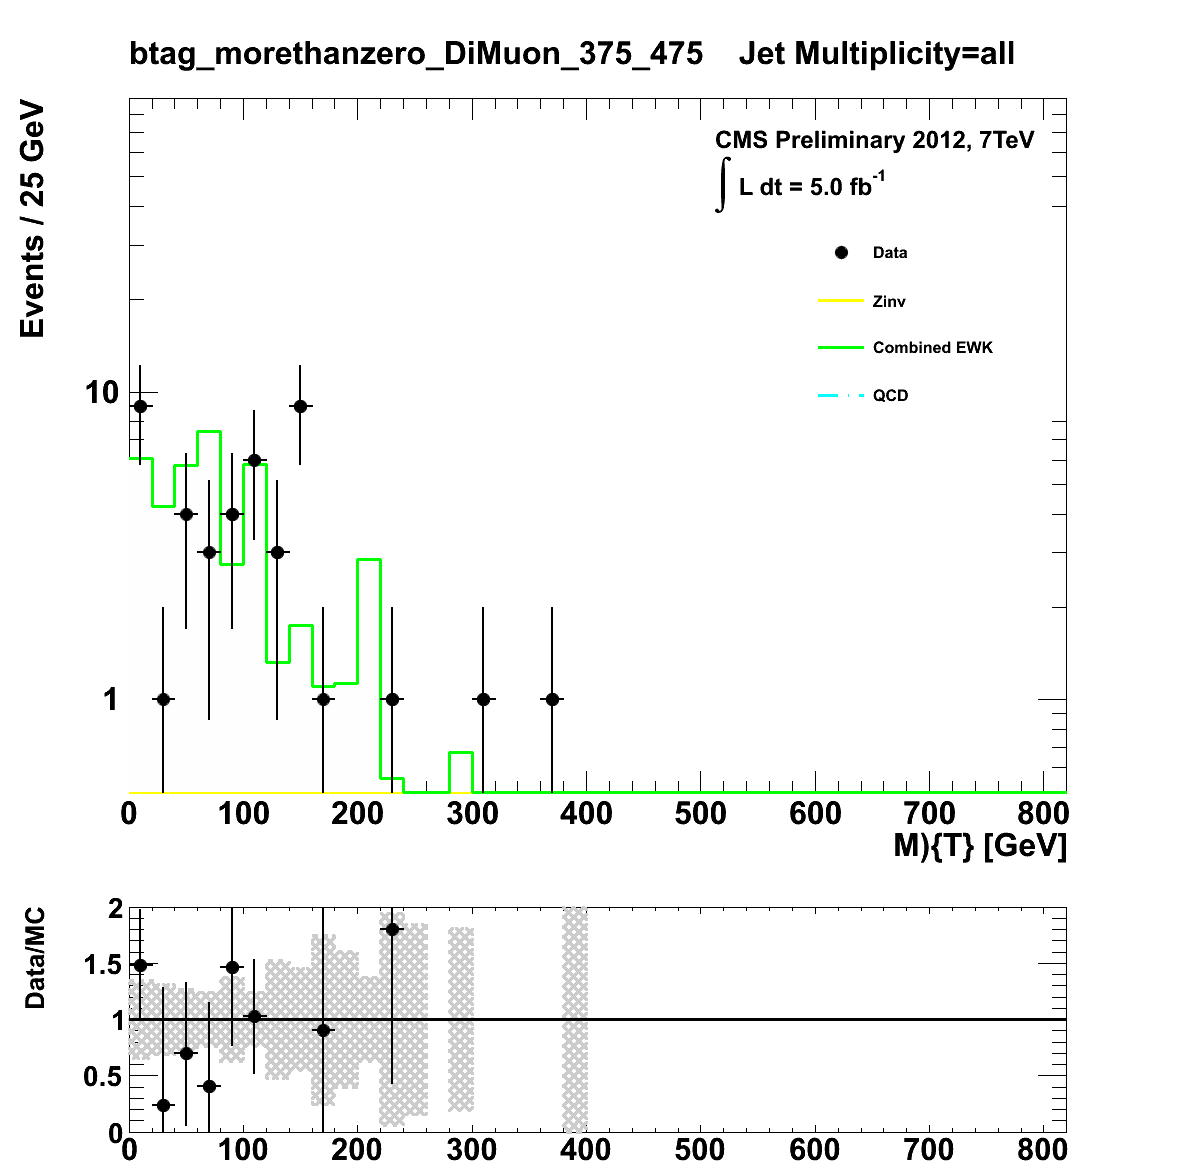 btag_morethanzero_DiMuon_375_475 Jet Multiplicity=all
Events / 25 GeV
CMS Preliminary 2012, 7TeV
∫ L dt = 5.0 fb-1
Data
Zinv
Combined EWK
QCD
10
1
0 100 200 300 400 500 600 700 800
M){T} [GeV]
Data/MC
2
1.5
1
0.5
0
0 100 200 300 400 500 600 700 800